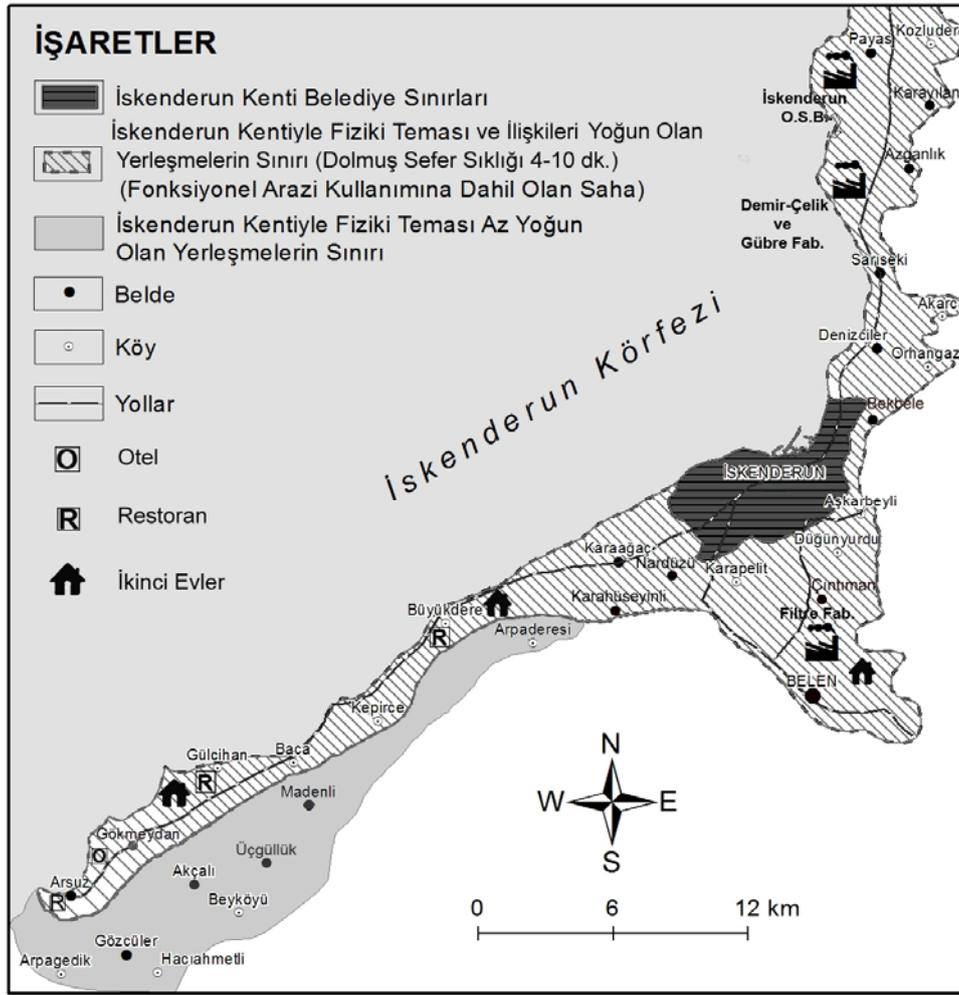 İŞARETLER
İskenderun Kenti Belediye Sınırları
İskenderun Kentiyle Fiziki Teması ve İlişkileri Yoğun Olan
Yerleşmelerin Sınırı (Dolmuş Sefer Sıklığı 4-10 dk.)
(Fonksiyonel Arazi Kullanımına Dahil Olan Saha)
İskenderun Kentiyle Fiziki Teması Az Yoğun
Olan Yerleşmelerin Sınırı
Belde
Köy
Yollar
O Otel
R Restoran
İkinci Evler
Kozludere
Payas
İskenderun
O.S.B.
Karayılan
Azganlık
Demir-Çelik
ve
Gübre Fab.
Sarıseki
Akarc
Denizciler
Orhangaz
İskenderun Körfezi
Bekbele
İSKENDERUN
Aşkarbeyli
Düğünyurdu
Karaağaç
Nardüzü
Karapelit
Çıntıman
Karahüseyinli
Filtre Fab.
Büyükdere
R
Arpaderesi
BELEN
Kepirce
Gülcihan
Baca
R
Madenli
Gökmeydan
O
Üçgüllük
Arsuz
Akçalı
R
Beyköyü
Gözcüler
Arpagedik
Hacıahmetli
N
W
E
S
0 6 12 km